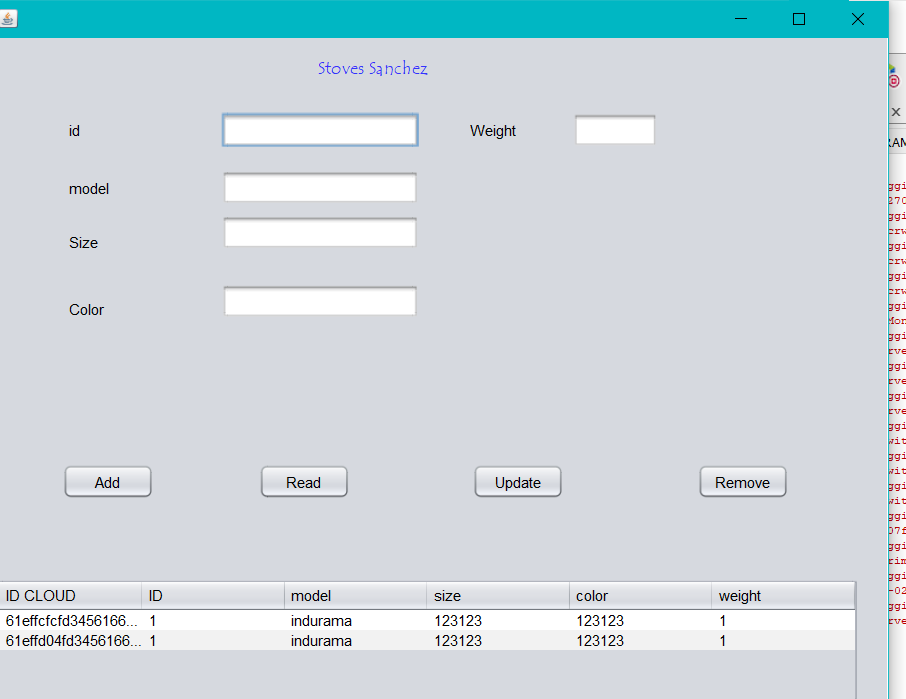 Stoves Sanchez
id
Weight
model
Size
Color
Add Read Update Remove
ID CLOUD ID model size color weight
61effcfcfd3456166... 1 indurama 123123 123123 1
61effd04fd3456166... 1 indurama 123123 123123 1